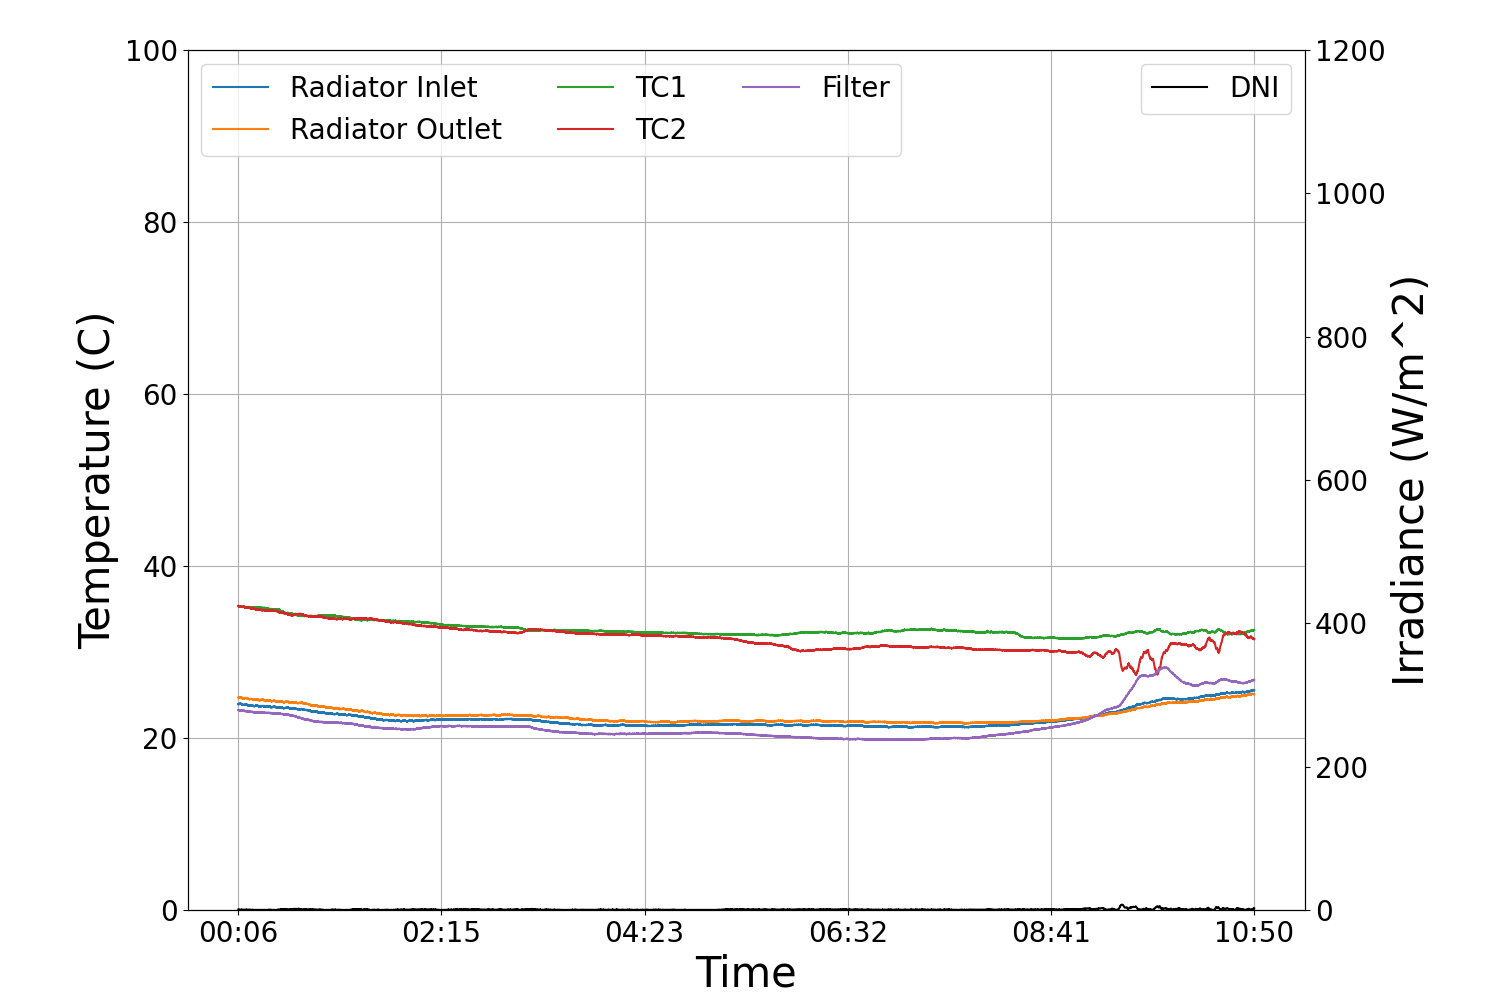 Temperature (C)
100
80
60
40
20
0
Radiator Inlet
Radiator Outlet
TC1
TC2
Filter
DNI
1200
1000
800
600
400
200
0
Irradiance (W/m^2)
00:06 02:15 04:23 06:32 08:41 10:50
Time